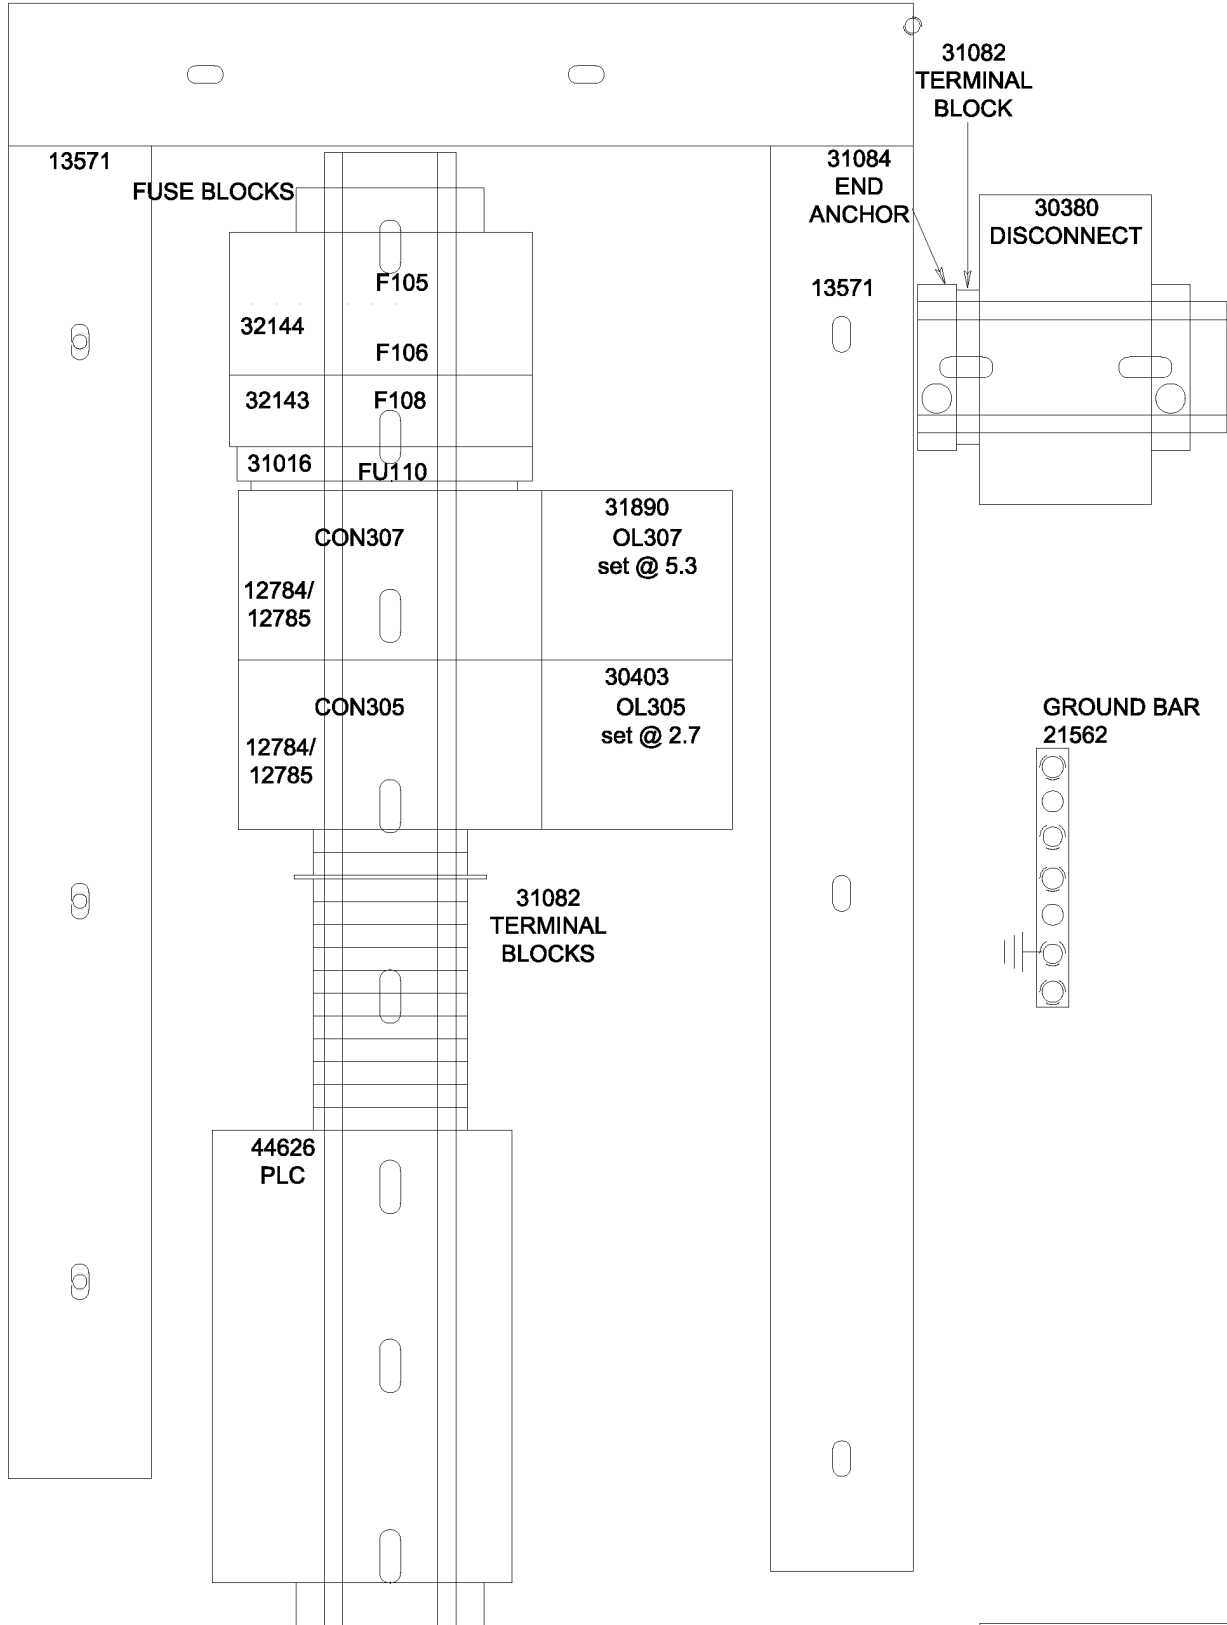 31082
TERMINAL
BLOCK
13571
FUSE BLOCKS
31084
END
ANCHOR
30380
DISCONNECT
13571
F105
32144
F106
32143
F108
31016
FU110
CON307
12784/
12785
31890
OL307
set @ 5.3
CON305
12784/
12785
30403
OL305
set @ 2.7
GROUND BAR
21562
31082
TERMINAL
BLOCKS
44626
PLC